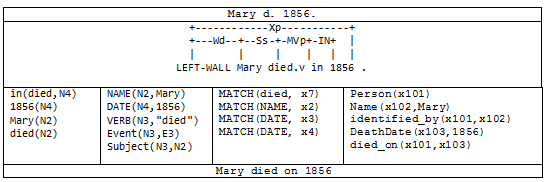 Mary d. 1856.
+------------Xp-----------+
+---Wd--+--Ss-+-MVp+-IN+  |
|       |     |    |   |  |
LEFT-WALL Mary died.v in 1856 .
in(died,N4) NAME(N2,Mary) MATCH(died, x7) Person(x101)
1856(N4) DATE(N4,1856) MATCH(NAME, x2) Name(x102,Mary)
Mary(N2) VERB(N3,"died") MATCH(DATE, x3) identified_by(x101,x102)
died(N2) Event(N3,E3) MATCH(DATE, x4) DeathDate(x103,1856)
Subject(N3,N2) died_on(x101,x103)
Mary died on 1856